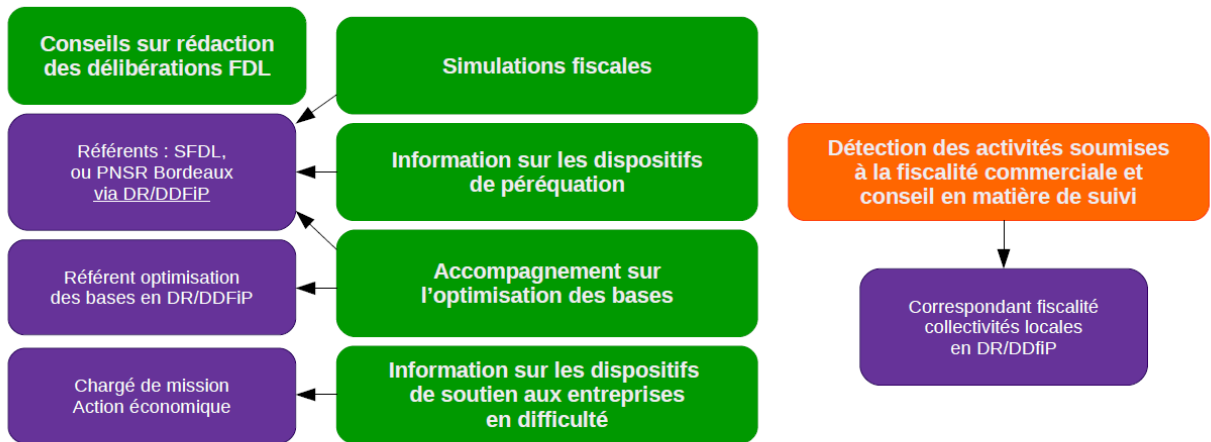 Conseils sur rédaction
des délibérations FDL
Simulations fiscales
Référents : SFDL,
ou PNSR Bordeaux
via DR/DDFiP
Information sur les dispositifs
de péréquation
Détection des activités soumises
à la fiscalité commerciale et
conseil en matière de suivi
Référent optimisation
des bases en DR/DDFiP
Accompagnement sur
l’optimisation des bases
Correspondant fiscalité
collectivités locales
en DR/DDfiP
Chargé de mission
Action économique
Information sur les dispositifs
de soutien aux entreprises
en difficulté